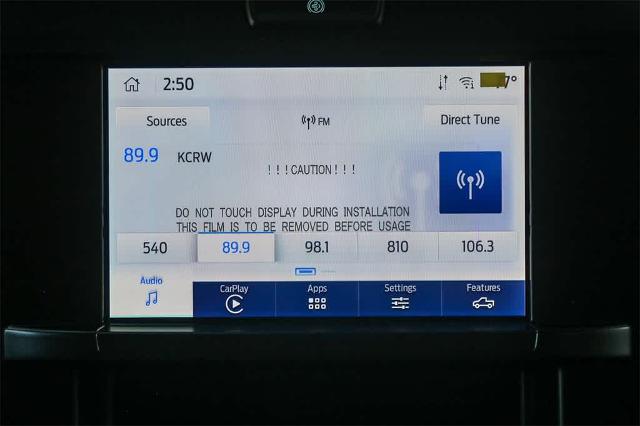 2:50
Sources
FM
Direct Tune
89.9 KCRW
!!!CAUTION!!!
DO NOT TOUCH DISPLAY DURING INSTALLATION
THIS FILM IS TO BE REMOVED BEFORE USAGE
540 89.9 98.1 810 106.3
Audio CarPlay Apps Settings Features